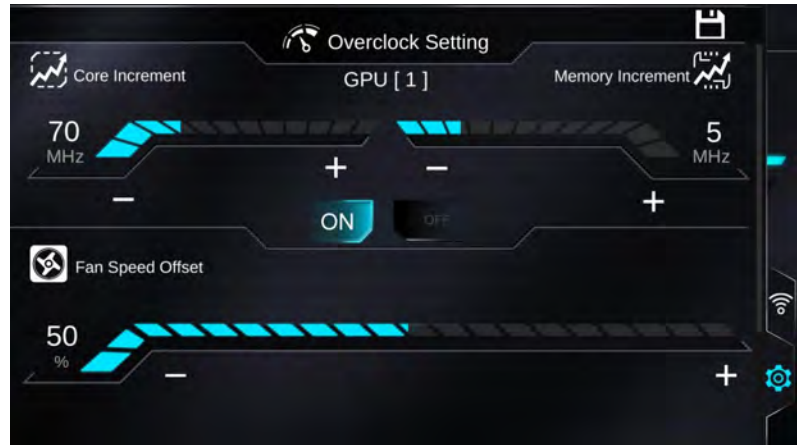 Overclock Setting
Core Increment
GPU [ 1 ]
Memory Increment
70
MHz
5
MHz
+
−
−
+
ON
OFF
Fan Speed Offset
50
%
−
+